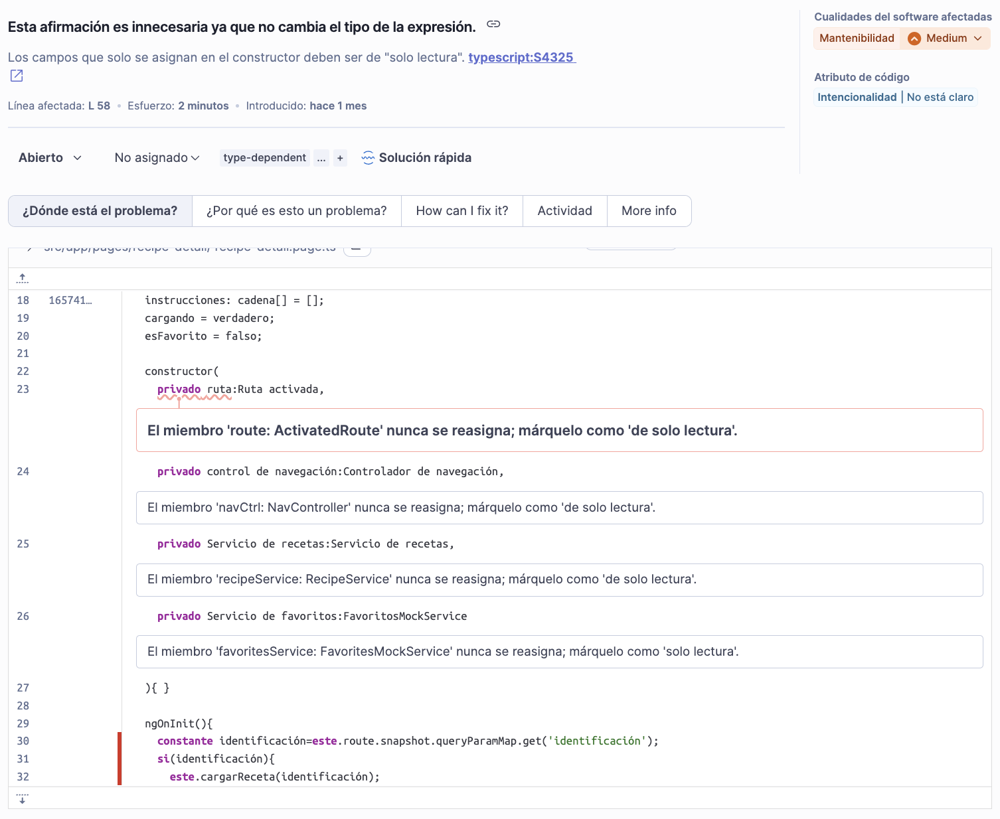 Esta afirmación es innecesaria ya que no cambia el tipo de la expresión.
Los campos que solo se asignan en el constructor deben ser de "solo lectura". typescript:S4325
Línea afectada: L 58 • Esfuerzo: 2 minutos • Introducido: hace 1 mes
Cualidades del software afectadas
Mantenibilidad Medium
Atributo de código
Intencionalidad | No está claro
Abierto No asignado type-dependent ... + Solución rápida
¿Dónde está el problema? ¿Por qué es esto un problema? How can I fix it? Actividad More info
src/app/pages/recipe-detail/ recipe-detail.page.ts
18 165741… instrucciones: cadena[] = [];
19 cargando = verdadero;
20 esFavorito = falso;
21
22 constructor(
23 privado ruta:Ruta activada,
El miembro 'route: ActivatedRoute' nunca se reasigna; márquelo como 'de solo lectura'.
24 privado control de navegación:Controlador de navegación,
El miembro 'navCtrl: NavController' nunca se reasigna; márquelo como 'de solo lectura'.
25 privado Servicio de recetas:Servicio de recetas,
El miembro 'recipeService: RecipeService' nunca se reasigna; márquelo como 'de solo lectura'.
26 privado Servicio de favoritos:FavoritosMockService
El miembro 'favoritesService: FavoritesMockService' nunca se reasigna; márquelo como 'solo lectura'.
27 ){ }
28
29 ngOnInit(){
30 constante identificación=este.route.snapshot.queryParamMap.get('identificación');
31 si(identificación){
32 este.cargarReceta(identificación);